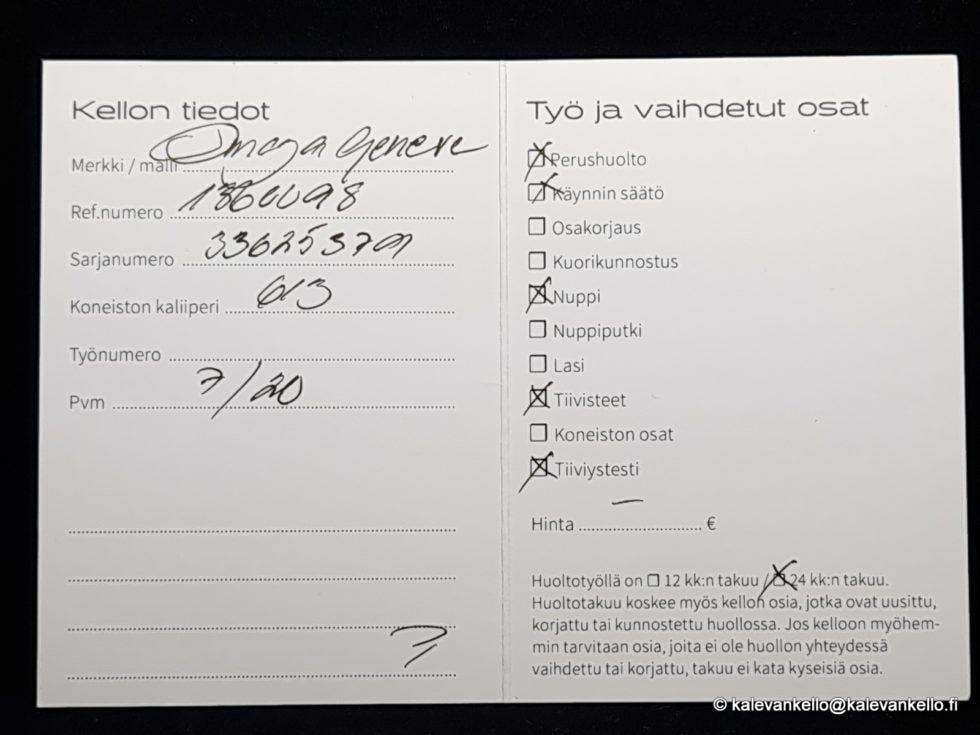 Kellon tiedot
Merkki / malli Omega Geneve
Ref.numero 1360098
Sarjanumero 33625379
Koneiston kaliiperi 613
Työnumero
Pvm 7/20
Työ ja vaihdetut osat
Perushuolto
Käynnin säätö
Osakorjaus
Kuorikunnostus
Nuppi
Nuppiputki
Lasi
Tiivisteet
Koneiston osat
Tiiviystesti
Hinta ........................... €
Huoltotyöllä on 12 kk:n takuu / 24 kk:n takuu.
Huoltotakuu koskee myös kellon osia, jotka ovat uusittu,
korjattu tai kunnostettu huollossa. Jos kelloon myöhem-
min tarvitaan osia, joita ei ole huollon yhteydessä
vaihdettu tai korjattu, takuu ei kata kyseisiä osia.
© kalevankello@kalevankello.fi